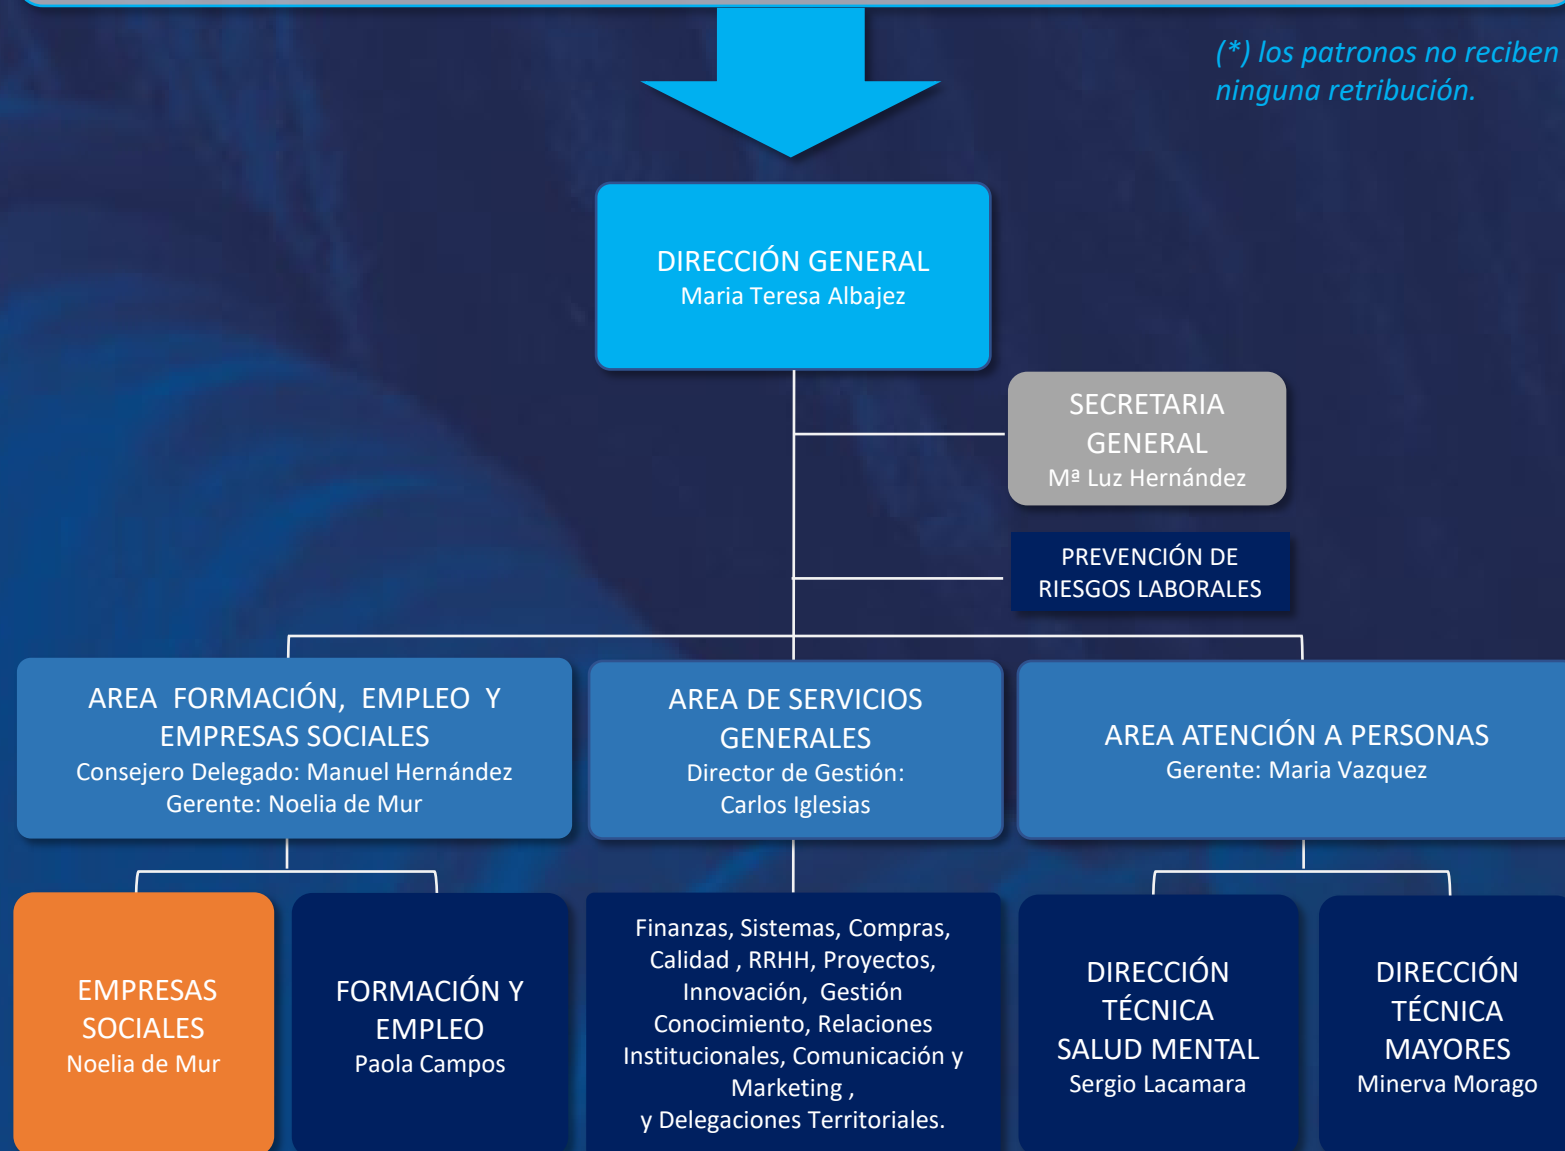 (*) los patronos no reciben
ninguna retribución.
DIRECCIÓN GENERAL
Maria Teresa Albajez
SECRETARIA
GENERAL
Mª Luz Hernández
PREVENCIÓN DE
RIESGOS LABORALES
AREA FORMACIÓN, EMPLEO Y
EMPRESAS SOCIALES
Consejero Delegado: Manuel Hernández
Gerente: Noelia de Mur
AREA DE SERVICIOS
GENERALES
Director de Gestión:
Carlos Iglesias
AREA ATENCIÓN A PERSONAS
Gerente: Maria Vazquez
EMPRESAS
SOCIALES
Noelia de Mur
FORMACIÓN Y
EMPLEO
Paola Campos
Finanzas, Sistemas, Compras,
Calidad , RRHH, Proyectos,
Innovación, Gestión
Conocimiento, Relaciones
Institucionales, Comunicación y
Marketing ,
y Delegaciones Territoriales.
DIRECCIÓN
TÉCNICA
SALUD MENTAL
Sergio Lacamara
DIRECCIÓN
TÉCNICA
MAYORES
Minerva Morago